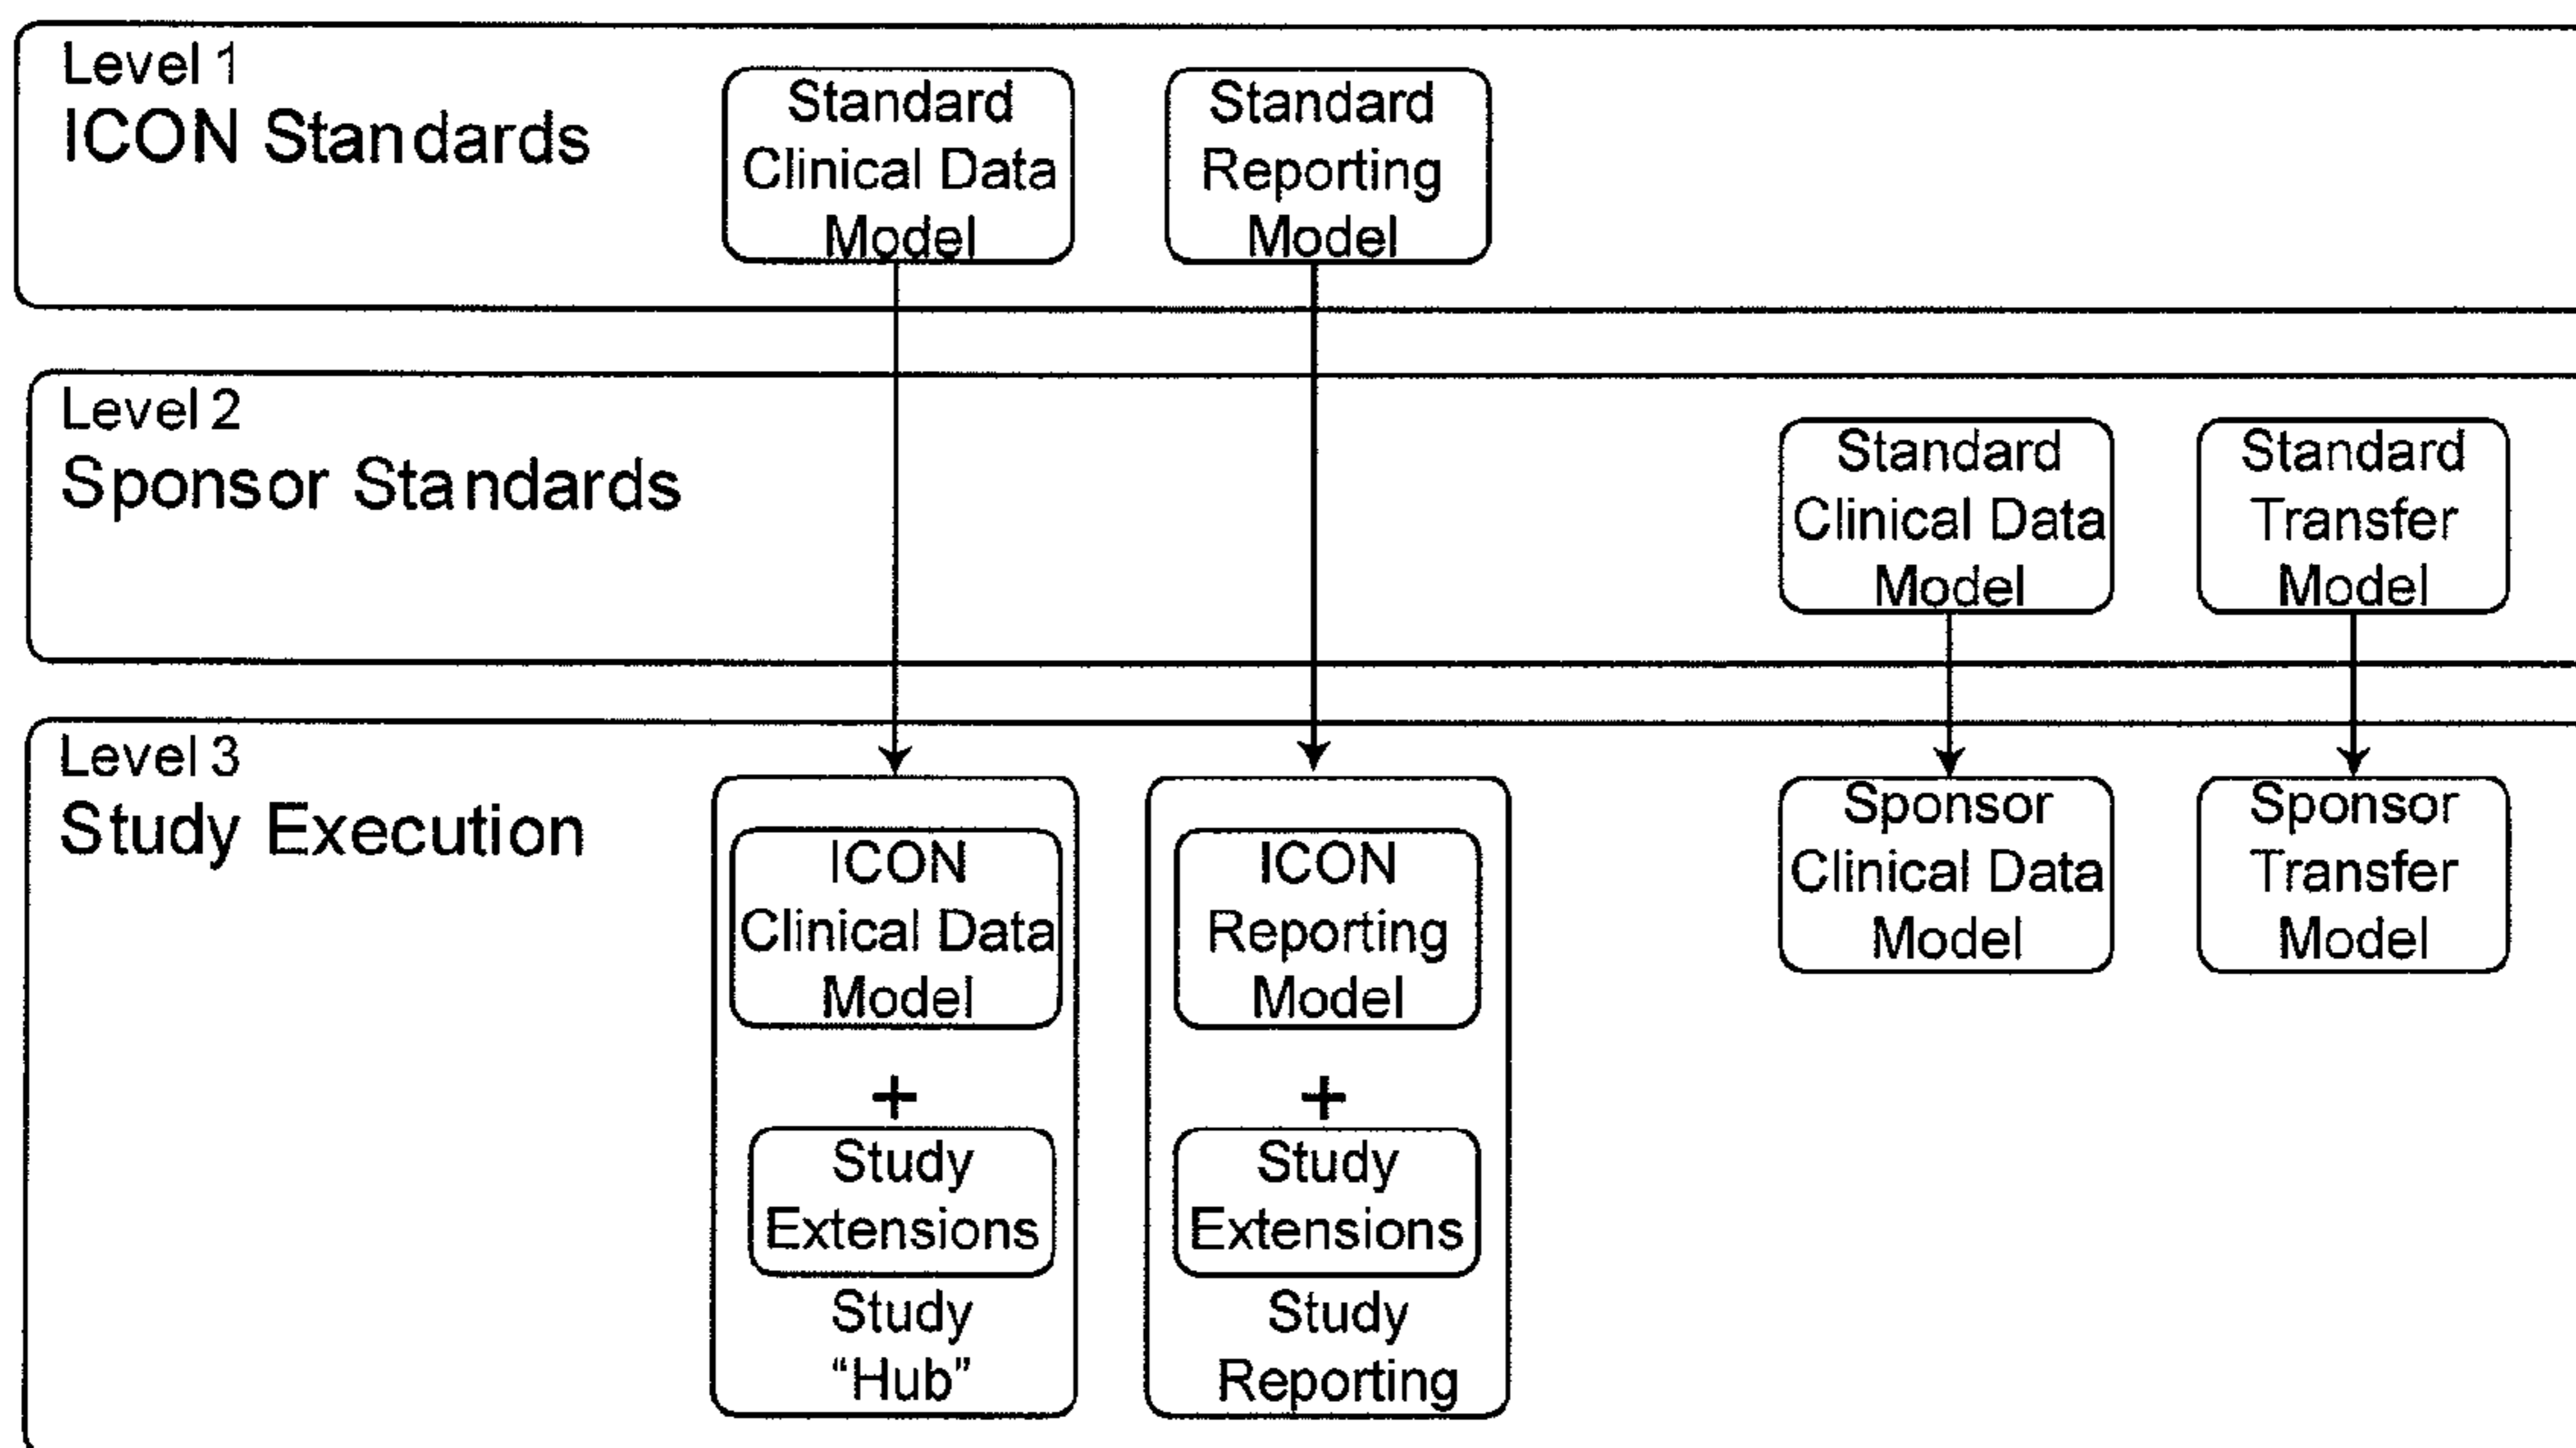 Level 1
ICON Standards
Standard
Clinical Data
Model
Standard
Reporting
Model
Level 2
Sponsor Standards
Standard
Clinical Data
Model
Standard
Transfer
Model
Level 3
Study Execution
ICON
Clinical Data
Model
+
Study
Extensions
Study
“Hub”
ICON
Reporting
Model
+
Study
Extensions
Study
Reporting
Sponsor
Clinical Data
Model
Sponsor
Transfer
Model